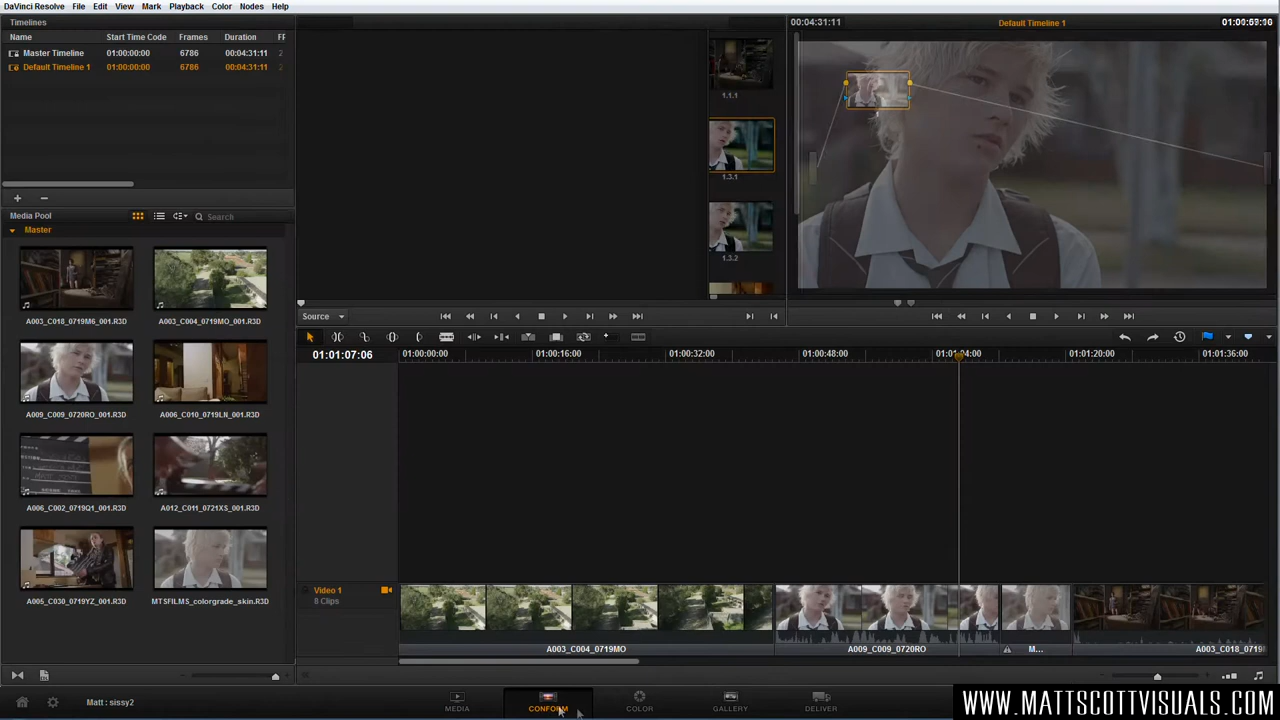 DaVinci Resolve File Edit View Mark Playback Color Nodes Help
Timelines
00:04:31:11 Default Timeline 1
Name Start Time Code Frames Duration
Master Timeline 01:00:00:00 6786 00:04:31:11 2
Default Timeline 1 01:00:00:00 6786 00:04:31:11 2
1.1.1
1.3.1
1.3.2
Media Pool Search
Master
A003_C018_0719M6_001.R3D A003_C004_0719MO_001.R3D
A009_C009_0720RO_001.R3D A006_C010_0719LN_001.R3D
A006_C002_0719Q1_001.R3D A012_C011_0721XS_001.R3D
A005_C030_0719YZ_001.R3D MTSFILMS_colorgrade_skin.R3D
Source
01:01:07:06 01:00:00:00 01:00:16:00 01:00:32:00 01:00:48:00 01:01:04:00 01:01:20:00 01:01:36:00
Video 1
8 Clips
A003_C004_0719MO A009_C009_0720RO M... A003_C018_0719
Matt : sissy2
MEDIA CONFORM COLOR GALLERY DELIVER
WWW.MATTSCOTTVISUALS.COM